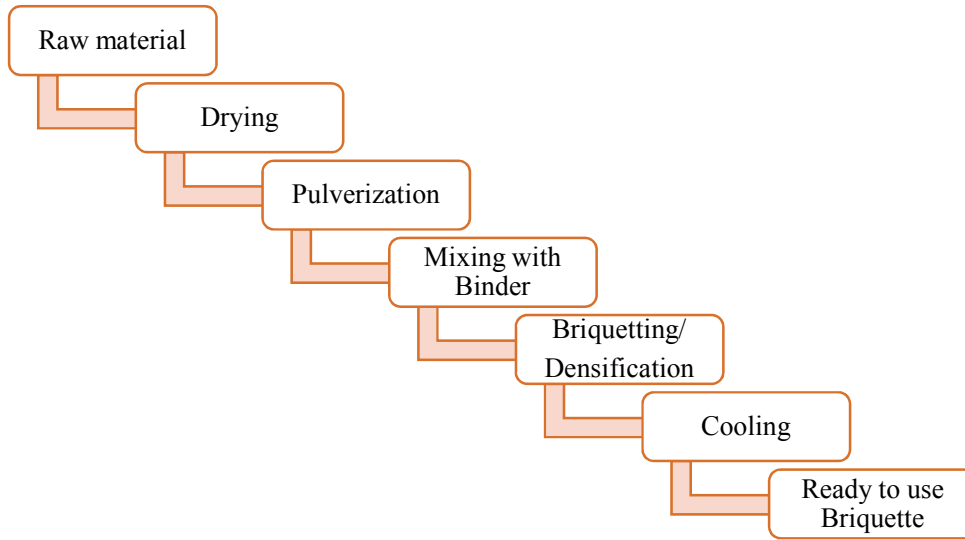 Raw material
Drying
Pulverization
Mixing with
Binder
Briquetting/
Densification
Cooling
Ready to use
Briquette